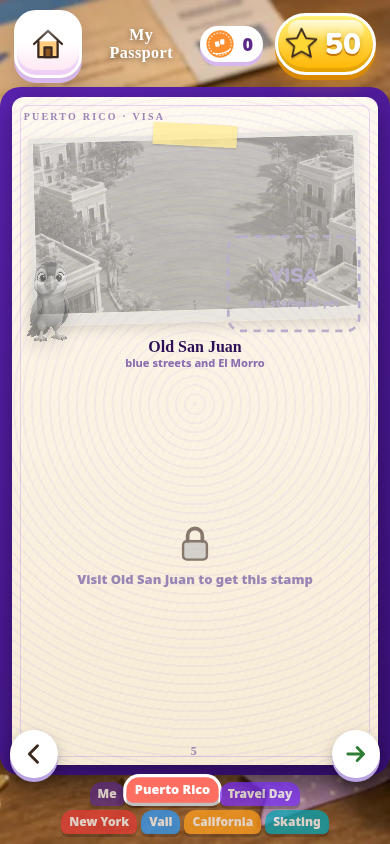 My
Passport
0
50
PUERTO RICO · VISA
VISA
Old San Juan
blue streets and El Morro
Visit Old San Juan to get this stamp
5
Me
Puerto Rico
Travel Day
New York
Vail
California
Skating